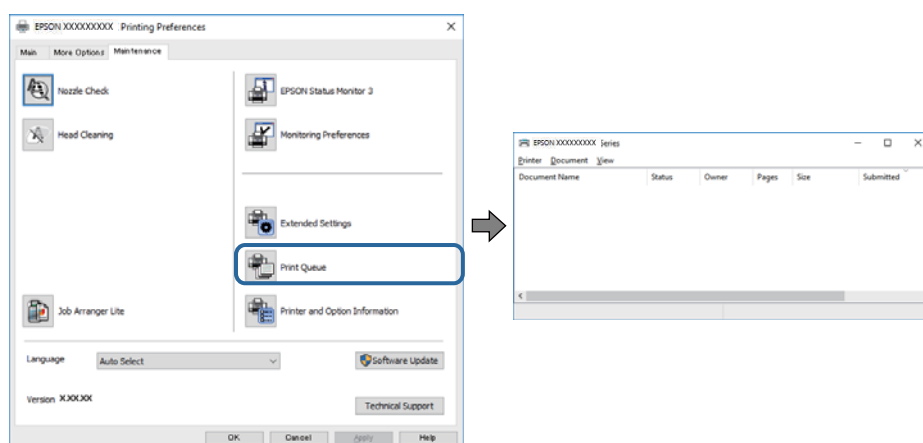 EPSON XXXXXXXXX Printing Preferences
Main More Options Maintenance
Nozzle Check
Head Cleaning
Job Arranger Lite
EPSON Status Monitor 3
Monitoring Preferences
Extended Settings
Print Queue
Printer and Option Information
Language Auto Select
Software Update
Version X.XX.XX
Technical Support
OK Cancel Apply Help
EPSON XXXXXXXXX Series
Printer Document View
Document Name Status Owner Pages Size Submitted